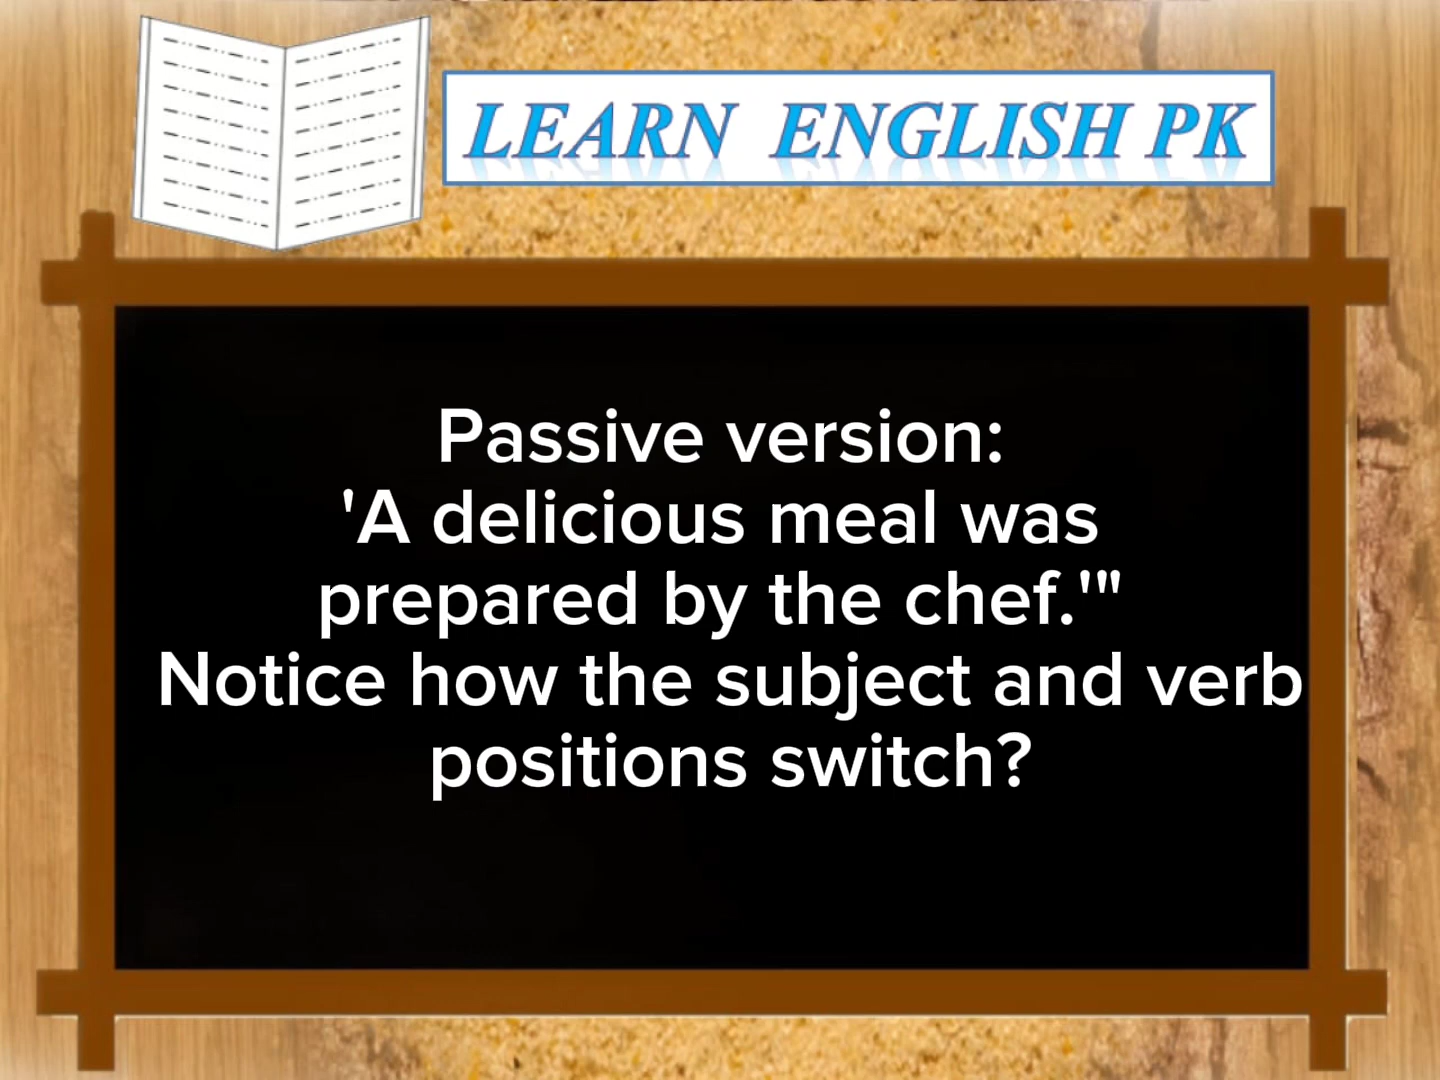 LEARN ENGLISH PK
Passive version:
'A delicious meal was
prepared by the chef.'"
Notice how the subject and verb
positions switch?